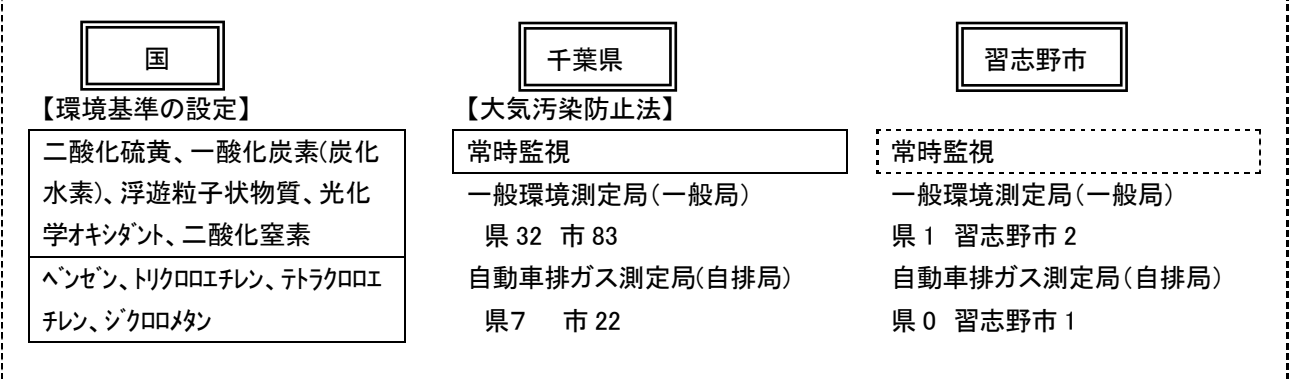 国
【環境基準の設定】
二酸化硫黄、一酸化炭素(炭化
水素)、浮遊粒子状物質、光化
学ｵｷｼﾀﾞﾝﾄ、二酸化窒素
ﾍﾞﾝｾﾞﾝ、ﾄﾘｸﾛﾛｴﾁﾚﾝ、ﾃﾄﾗｸﾛﾛｴ
ﾁﾚﾝ、ｼﾞｸﾛﾛﾒﾀﾝ
千葉県
【大気汚染防止法】
常時監視
一般環境測定局（一般局）
県 32 市 83
自動車排ガス測定局(自排局)
県７ 市 22
習志野市
常時監視
一般環境測定局（一般局）
県 1 習志野市 2
自動車排ガス測定局（自排局）
県 0 習志野市 1